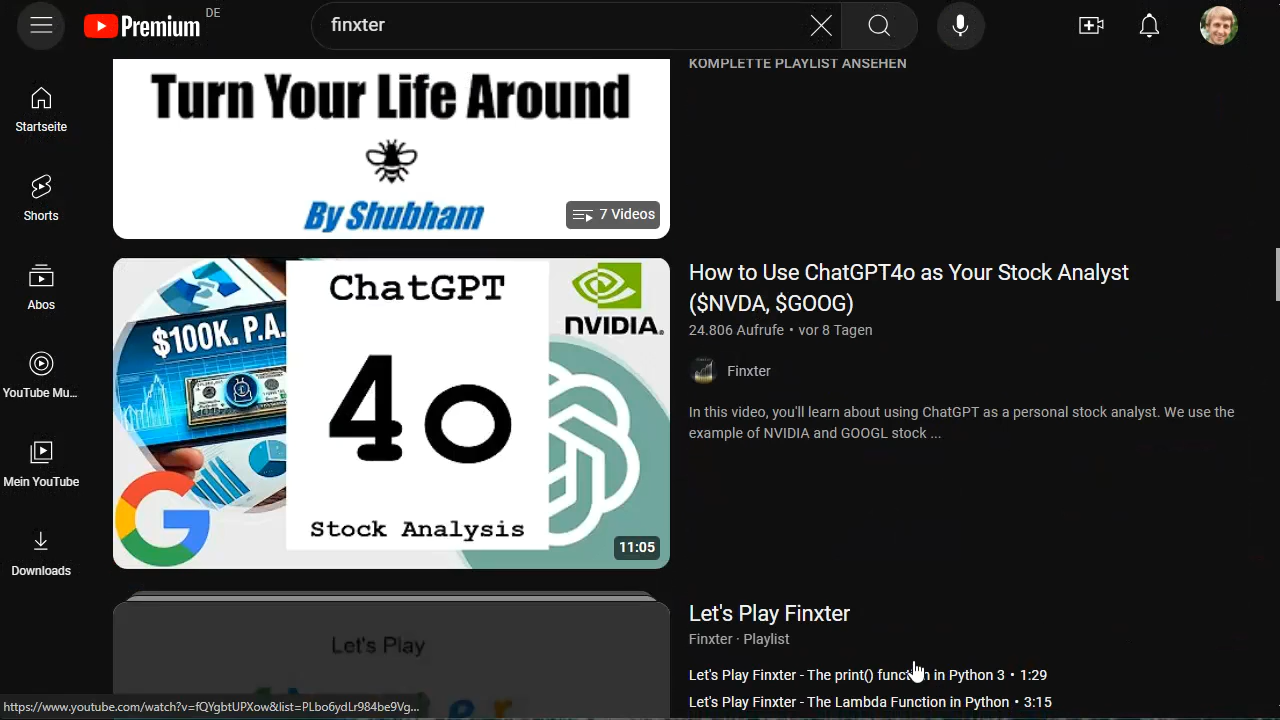 Premium DE
finxter
KOMPLETTE PLAYLIST ANSEHEN
Startseite
Shorts
Abos
YouTube Mu...
Mein YouTube
Downloads
Turn Your Life Around
By Shubham
7 Videos
ChatGPT
4o
Stock Analysis
$100K. P.A.
NVIDIA.
G
11:05
How to Use ChatGPT4o as Your Stock Analyst
($NVDA, $GOOG)
24.806 Aufrufe • vor 8 Tagen
Finxter
In this video, you'll learn about using ChatGPT as a personal stock analyst. We use the
example of NVIDIA and GOOGL stock ...
Let's Play
Let's Play Finxter
Finxter · Playlist
Let's Play Finxter - The print() function in Python 3 • 1:29
Let's Play Finxter - The Lambda Function in Python • 3:15
https://www.youtube.com/watch?v=fQYgbtUPXow&list=PLbo6ydLr984be9Vg...